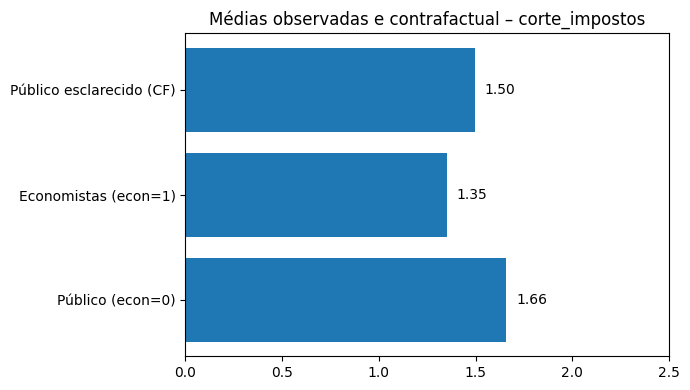 Médias observadas e contrafactual – corte_impostos
Público esclarecido (CF)
1.50
Economistas (econ=1)
1.35
Público (econ=0)
1.66
0.0 0.5 1.0 1.5 2.0 2.5